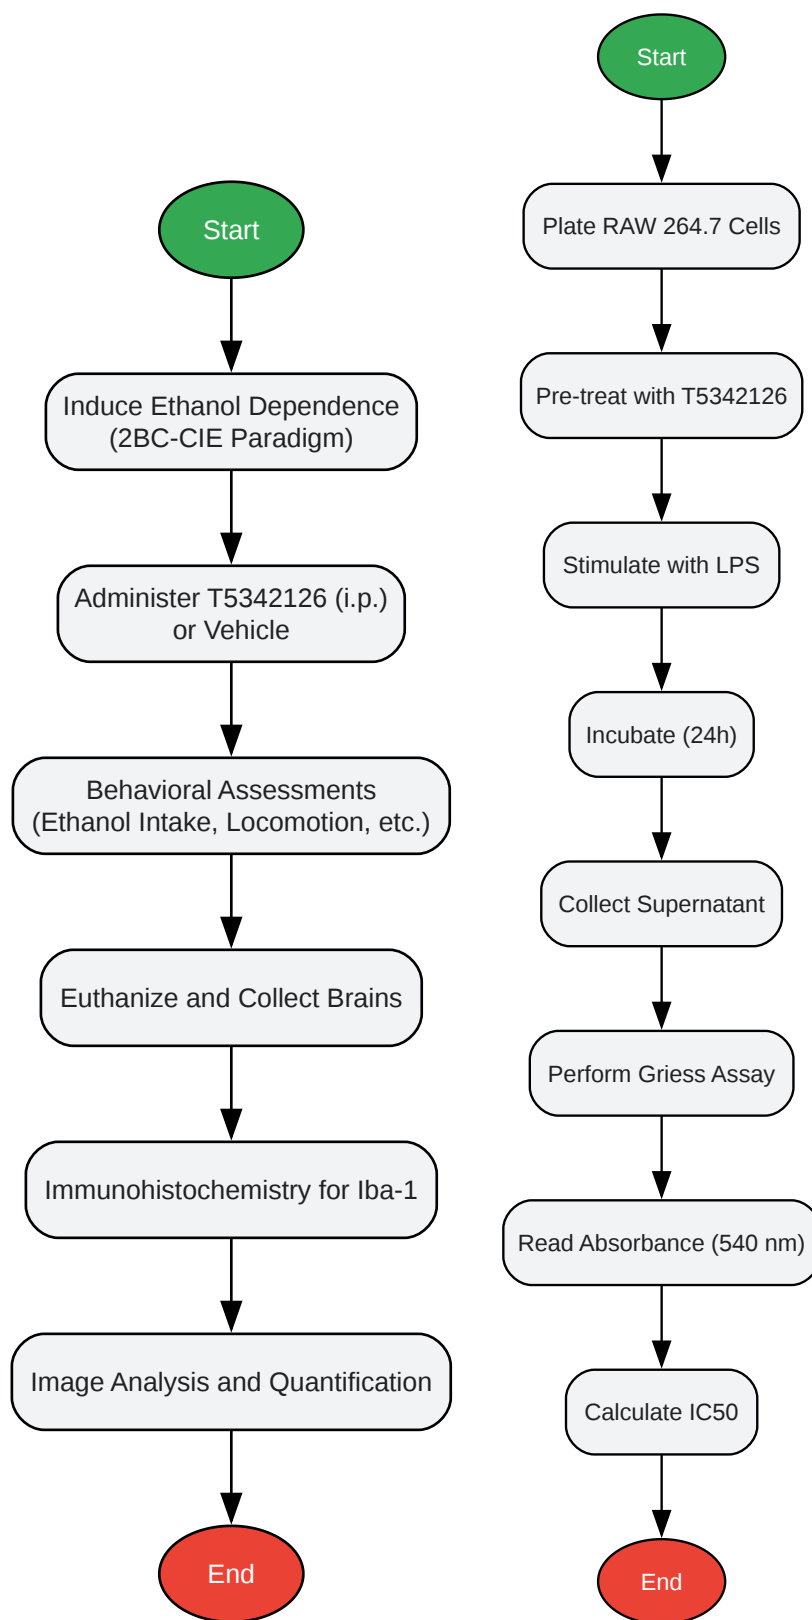 Start
Induce Ethanol Dependence
(2BC-CIE Paradigm)
Administer T5342126 (i.p.)
or Vehicle
Behavioral Assessments
(Ethanol Intake, Locomotion, etc.)
Euthanize and Collect Brains
Immunohistochemistry for Iba-1
Image Analysis and Quantification
End
Start
Plate RAW 264.7 Cells
Pre-treat with T5342126
Stimulate with LPS
Incubate (24h)
Collect Supernatant
Perform Griess Assay
Read Absorbance (540 nm)
Calculate IC50
End